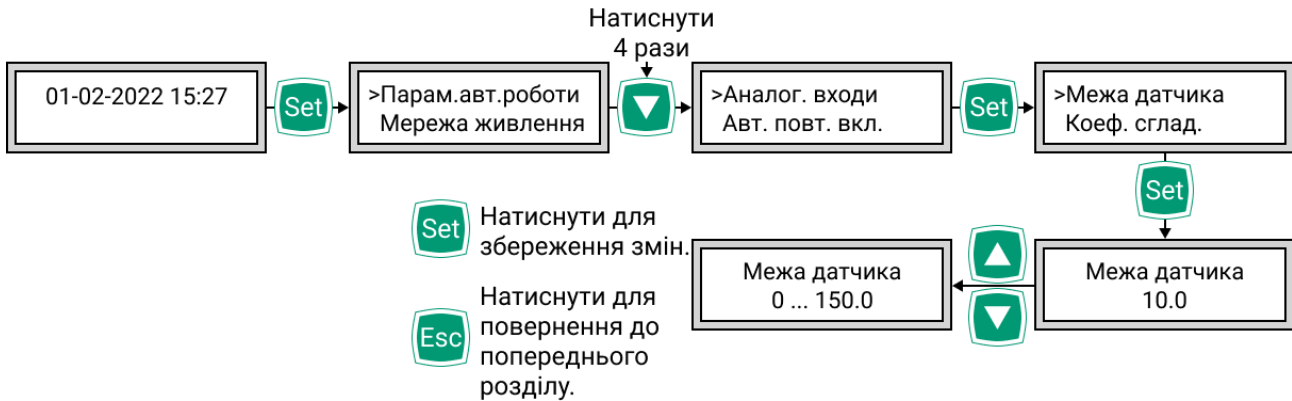 Натиснути
4 рази
01-02-2022 15:27
Set
>Парам.авт.роботи
Мережа живлення
>Аналог. входи
Авт. повт. вкл.
Set
>Межа датчика
Коеф. сглад.
Set
Set
Натиснути для
збереження змін.
Межа датчика
0 ... 150.0
Межа датчика
10.0
Esc
Натиснути для
повернення до
попереднього
розділу.